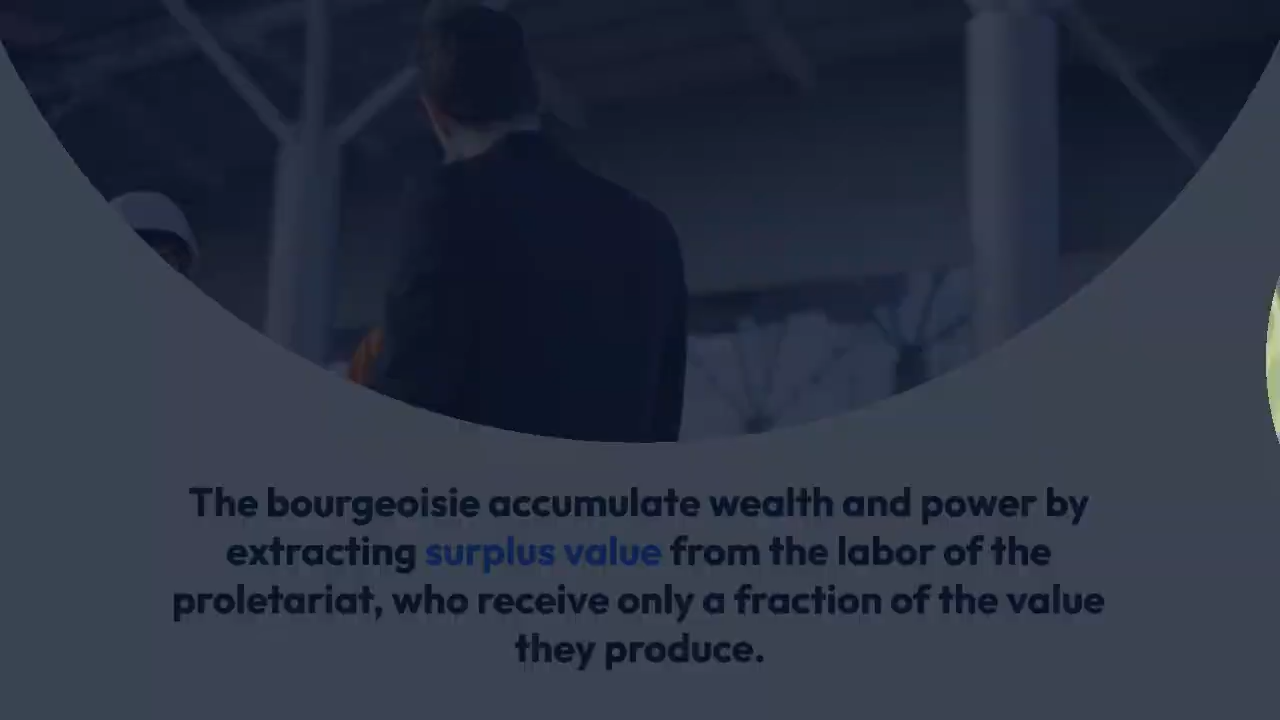 The bourgeoisie accumulate wealth and power by
extracting surplus value from the labor of the
proletariat, who receive only a fraction of the value
they produce.